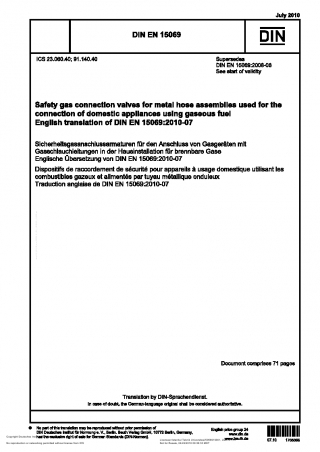 July 2010
DIN EN 15069
DIN
ICS 23.060.40; 91.140.40
Supersedes
DIN EN 15069:2008-08
See start of validity
Safety gas connection valves for metal hose assemblies used for the
connection of domestic appliances using gaseous fuel
English translation of DIN EN 15069:2010-07
Sicherheitsgasanschlussarmaturen für den Anschluss von Gasgeräten mit
Gasschlauchleitungen in der Hausinstallation für brennbare Gase
Englische Übersetzung von DIN EN 15069:2010-07
Dispositifs de raccordement de sécurité pour appareils à usage domestique utilisant les
combustibles gazeux et alimentés par tuyau métallique onduleux
Traduction anglaise de DIN EN 15069:2010-07
Document comprises 71 pages
Translation by DIN-Sprachendienst.
In case of doubt, the German-language original shall be considered authoritative.
No part of this translation may be reproduced without prior permission of
DIN Deutsches Institut für Normung e. V., Berlin. Beuth Verlag GmbH, 10772 Berlin, Germany,
has the exclusive right of sale for German Standards (DIN-Normen).
English price group 24
www.din.de
www.beuth.de
07.10